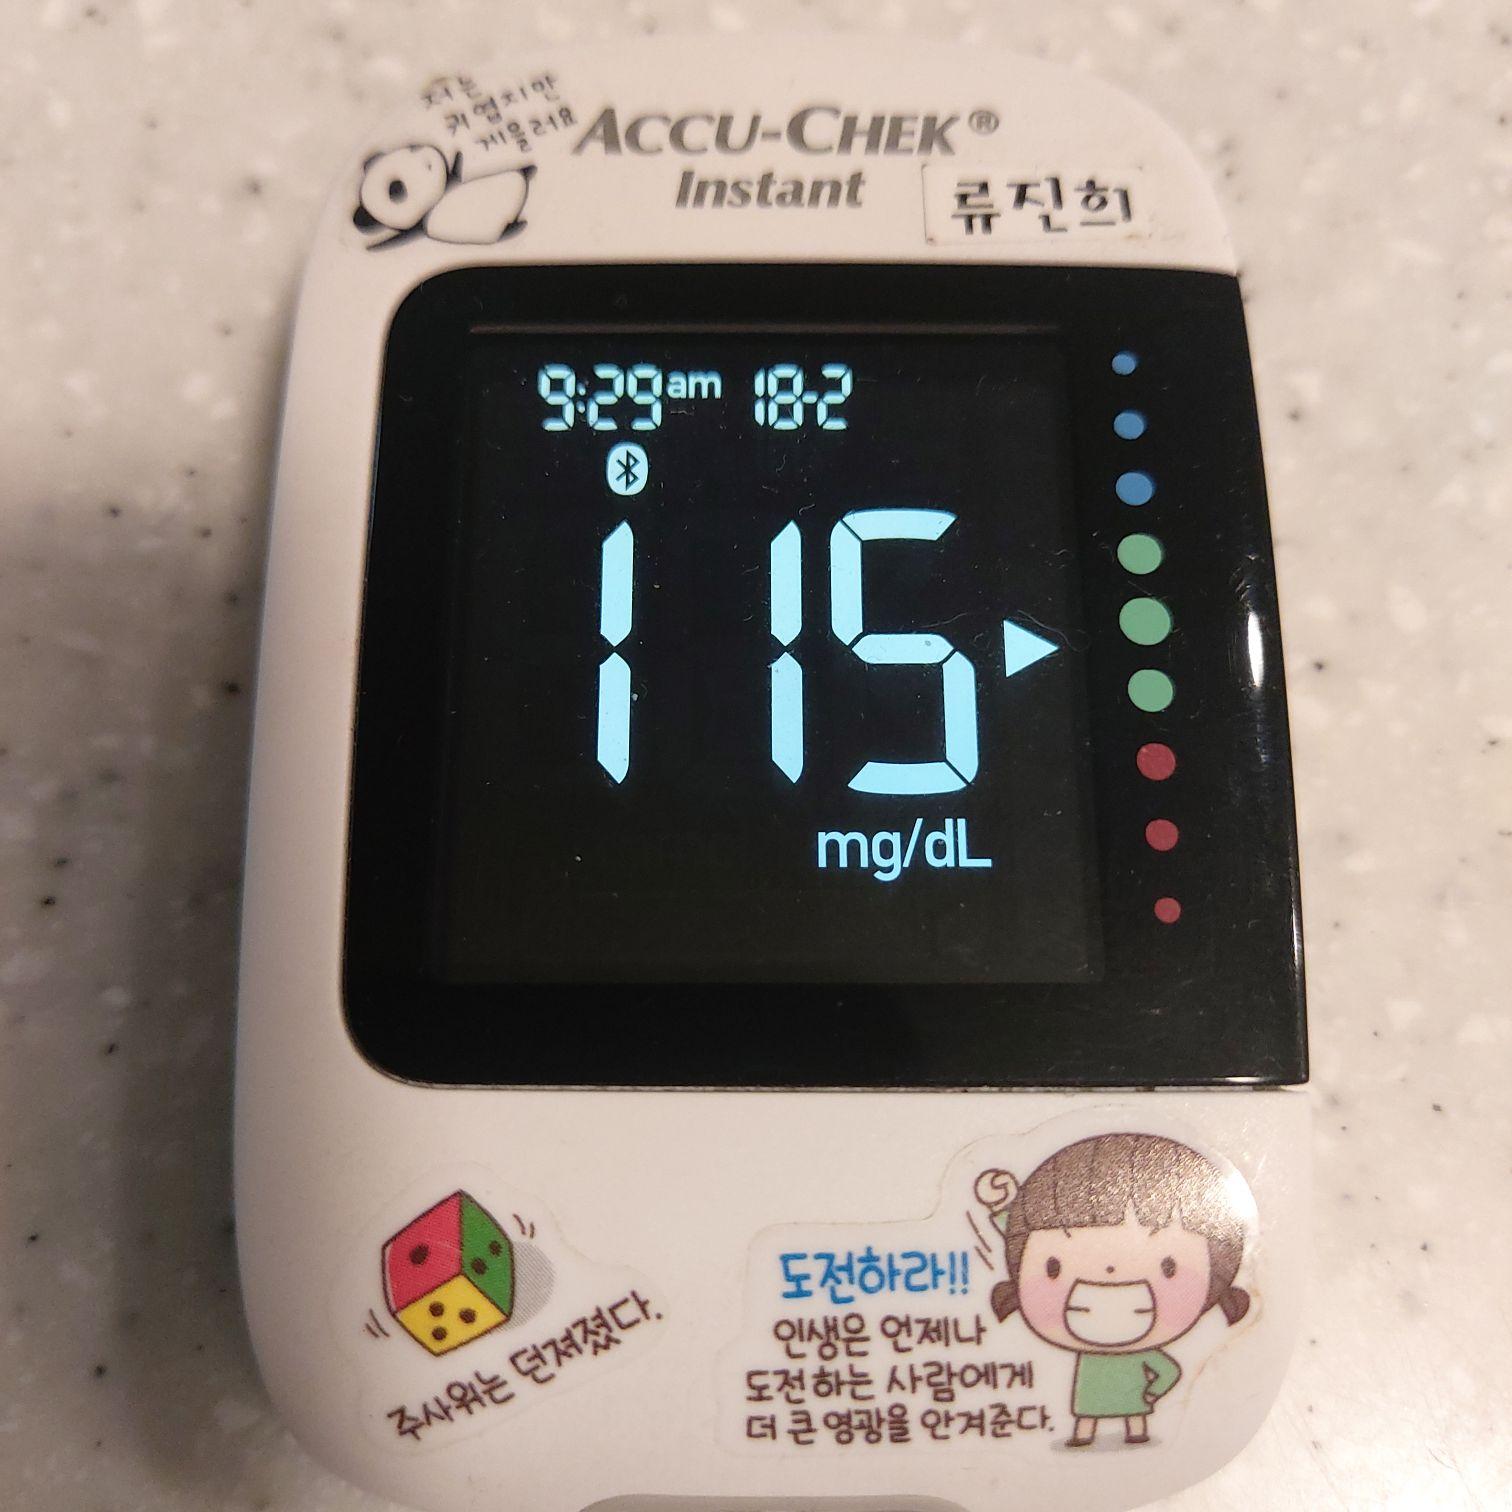 저는
귀엽지만
게을러요
ACCU-CHEK®
Instant
류진희
9:29am 18-2
115
mg/dL
주사위는 던져졌다.
도전하라!!
인생은 언제나
도전하는 사람에게
더 큰 영광을 안겨준다.